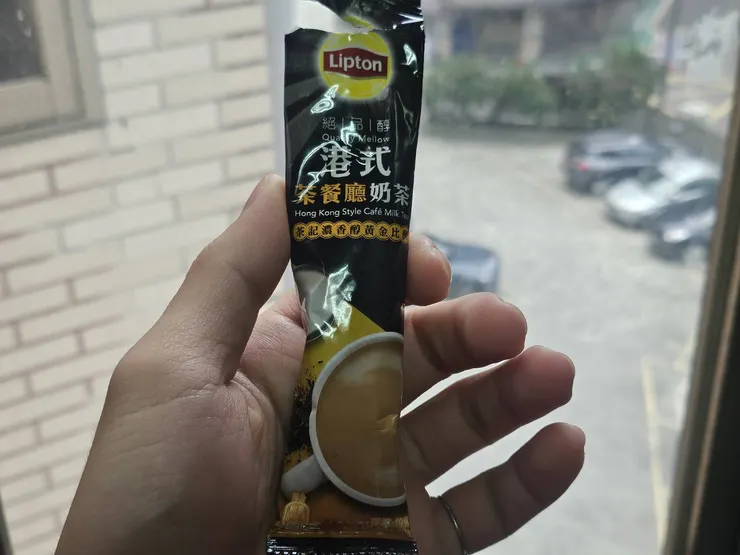 Lipton
絕|品|醇
Quality Mellow
港式
茶餐廳奶茶
Hong Kong Style Café Milk
茶記濃香醇黃金比